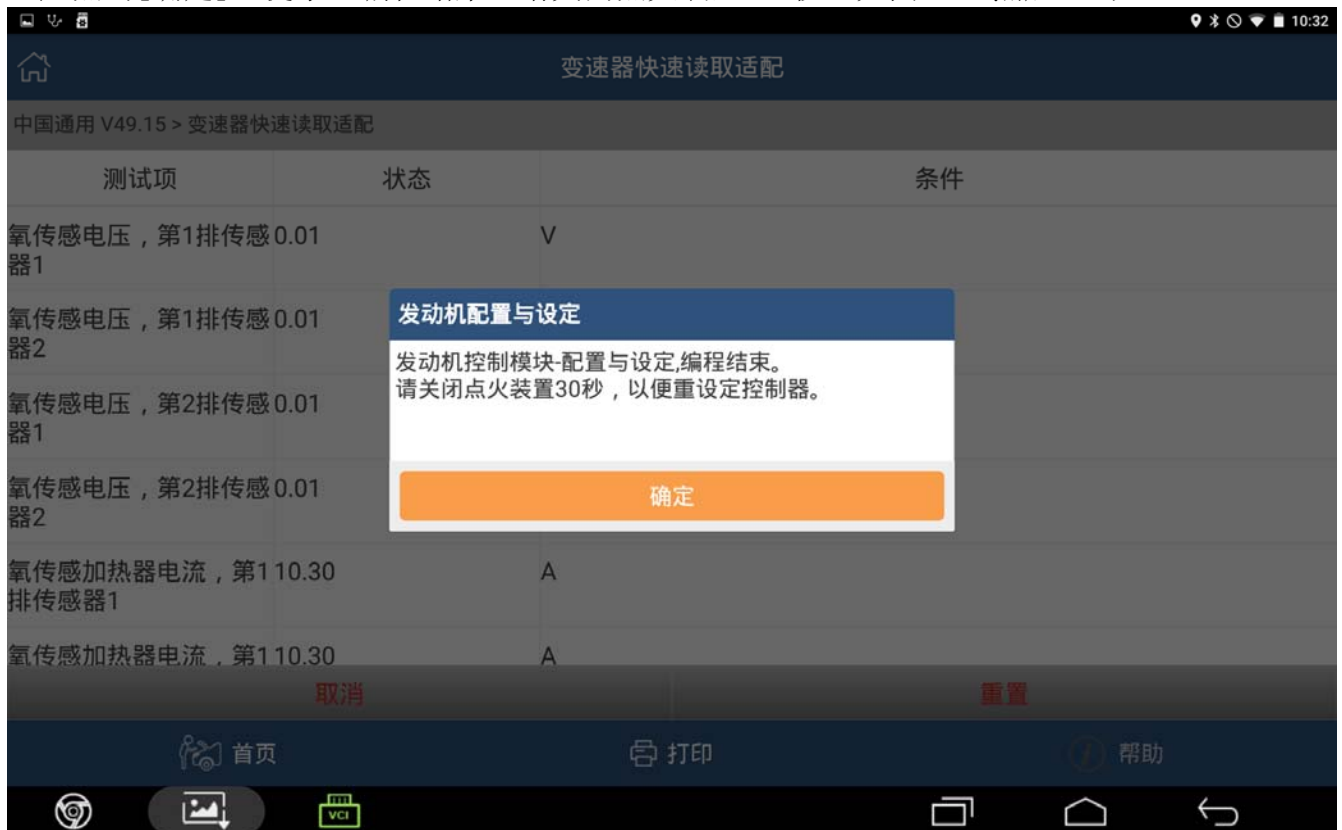 10:32
变速器快速读取适配
中国通用 V49.15 > 变速器快速读取适配
测试项 状态 条件
氧传感电压，第1排传感器1 0.01 V
氧传感电压，第1排传感器2 0.01
氧传感电压，第2排传感器1 0.01
氧传感电压，第2排传感器2 0.01
氧传感加热器电流，第1排传感器1 10.30 A
氧传感加热器电流，第1 10.30 A
发动机配置与设定
发动机控制模块-配置与设定,编程结束。
请关闭点火装置30秒，以便重设定控制器。
确定
取消 重置
首页 打印 帮助
VCI